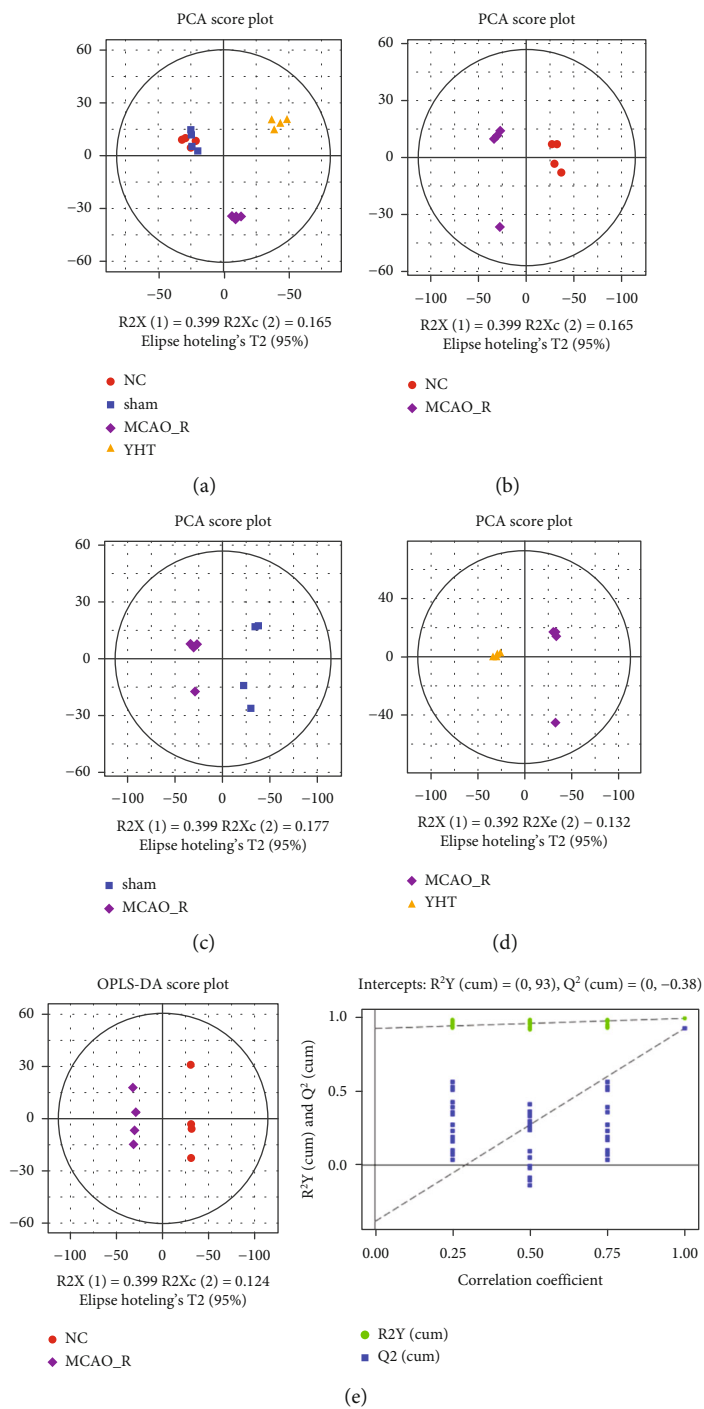 PCA score plot
60
30
0
−30
−60
−50
0
−50
R2X (1) = 0.399 R2Xc (2) = 0.165
Elipse hoteling's T2 (95%)
NC
sham
MCAO_R
YHT
(a)
PCA score plot
60
30
0
−30
−60
−100
−50
0
−50
−100
R2X (1) = 0.399 R2Xc (2) = 0.165
Elipse hoteling's T2 (95%)
NC
MCAO_R
(b)
PCA score plot
60
30
0
−30
−60
−100
−50
0
−50
−100
R2X (1) = 0.399 R2Xc (2) = 0.177
Elipse hoteling's T2 (95%)
sham
MCAO_R
(c)
PCA score plot
40
0
−40
−100
−50
0
−50
−100
R2X (1) = 0.392 R2Xe (2) − 0.132
Elipse hoteling's T2 (95%)
MCAO_R
YHT
(d)
OPLS-DA score plot
60
30
0
−30
−60
−100
−50
0
−50
−100
R2X (1) = 0.399 R2Xc (2) = 0.124
Elipse hoteling's T2 (95%)
NC
MCAO_R
Intercepts: R²Y (cum) = (0, 93), Q² (cum) = (0, −0.38)
R²Y (cum) and Q² (cum)
1.0
0.5
0.0
0.00
0.25
0.50
0.75
1.00
Correlation coefficient
R2Y (cum)
Q2 (cum)
(e)